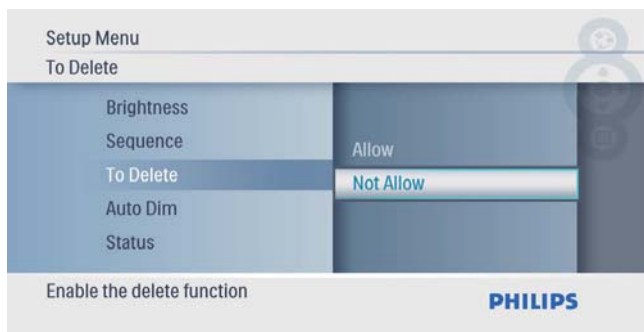 Setup Menu
To Delete
Brightness
Sequence
To Delete
Auto Dim
Status
Allow
Not Allow
Enable the delete function
PHILIPS